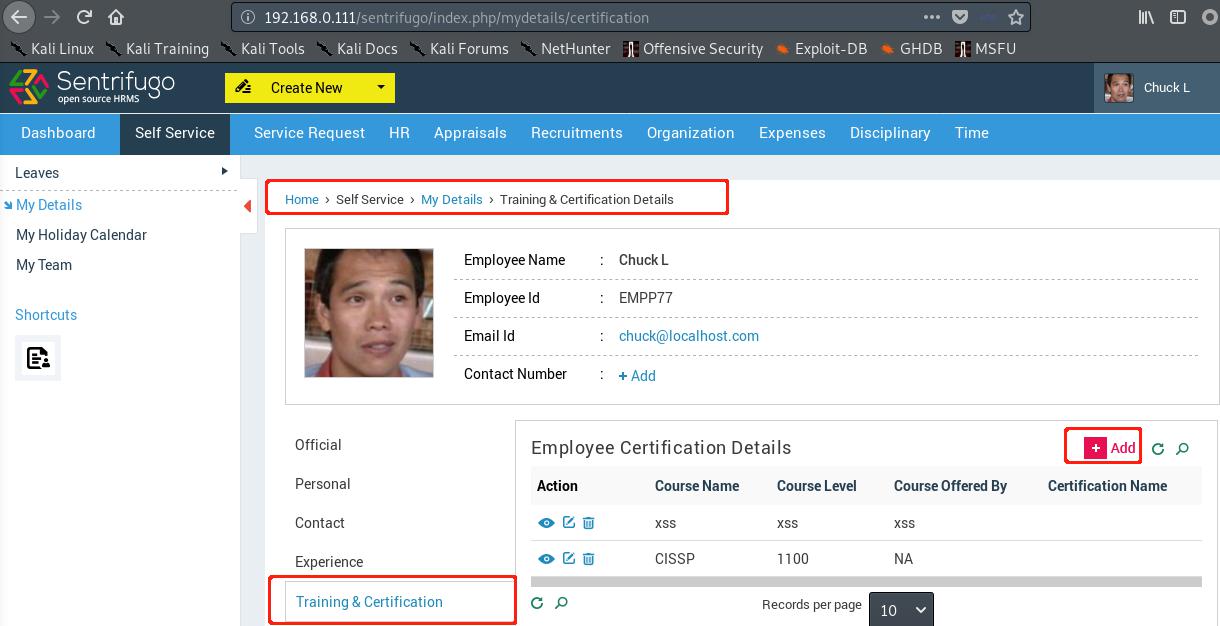 192.168.0.111/sentrifugo/index.php/mydetails/certification
Kali Linux Kali Training Kali Tools Kali Docs Kali Forums NetHunter Offensive Security Exploit-DB GHDB MSFU
Sentrifugo
open source HRMS
Create New
Chuck L
Dashboard Self Service Service Request HR Appraisals Recruitments Organization Expenses Disciplinary Time
Leaves
My Details
My Holiday Calendar
My Team
Shortcuts
Home › Self Service › My Details › Training & Certification Details
Employee Name : Chuck L
Employee Id : EMPP77
Email Id : chuck@localhost.com
Contact Number : + Add
Official
Personal
Contact
Experience
Training & Certification
Employee Certification Details
+ Add
Action Course Name Course Level Course Offered By Certification Name
xss xss xss
CISSP 1100 NA
Records per page 10